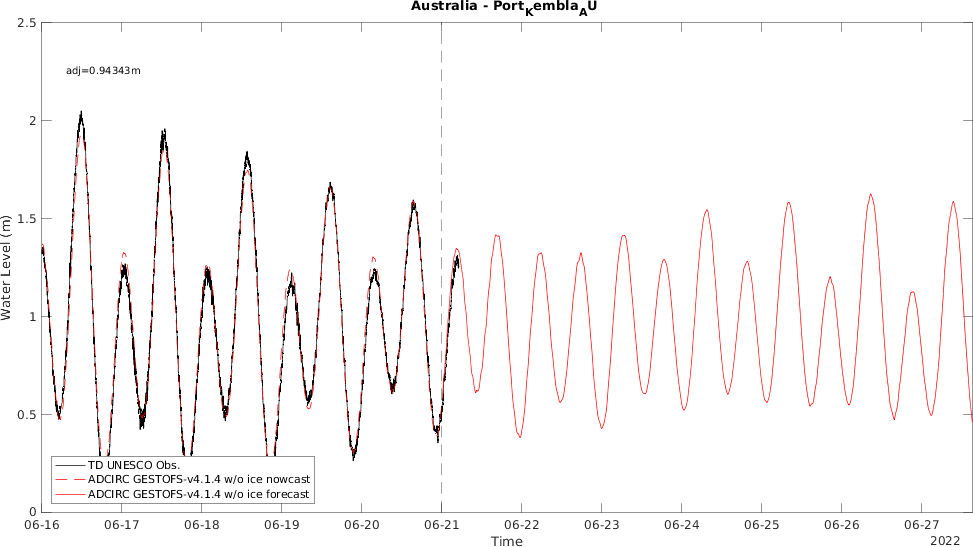 Australia - PortKemblaAU
2.5
adj=0.94343m
2
1.5
Water Level (m)
1
0.5
TD UNESCO Obs.
ADCIRC GESTOFS-v4.1.4 w/o ice nowcast
ADCIRC GESTOFS-v4.1.4 w/o ice forecast
0
06-16 06-17 06-18 06-19 06-20 06-21 06-22 06-23 06-24 06-25 06-26 06-27
Time
2022